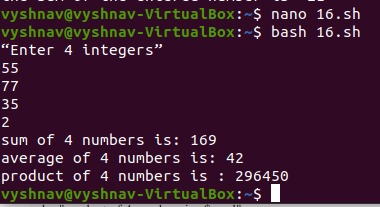 vyshnav@vyshnav-VirtualBox:~$ nano 16.sh
vyshnav@vyshnav-VirtualBox:~$ bash 16.sh
“Enter 4 integers”
55
77
35
2
sum of 4 numbers is: 169
average of 4 numbers is: 42
product of 4 numbers is : 296450
vyshnav@vyshnav-VirtualBox:~$